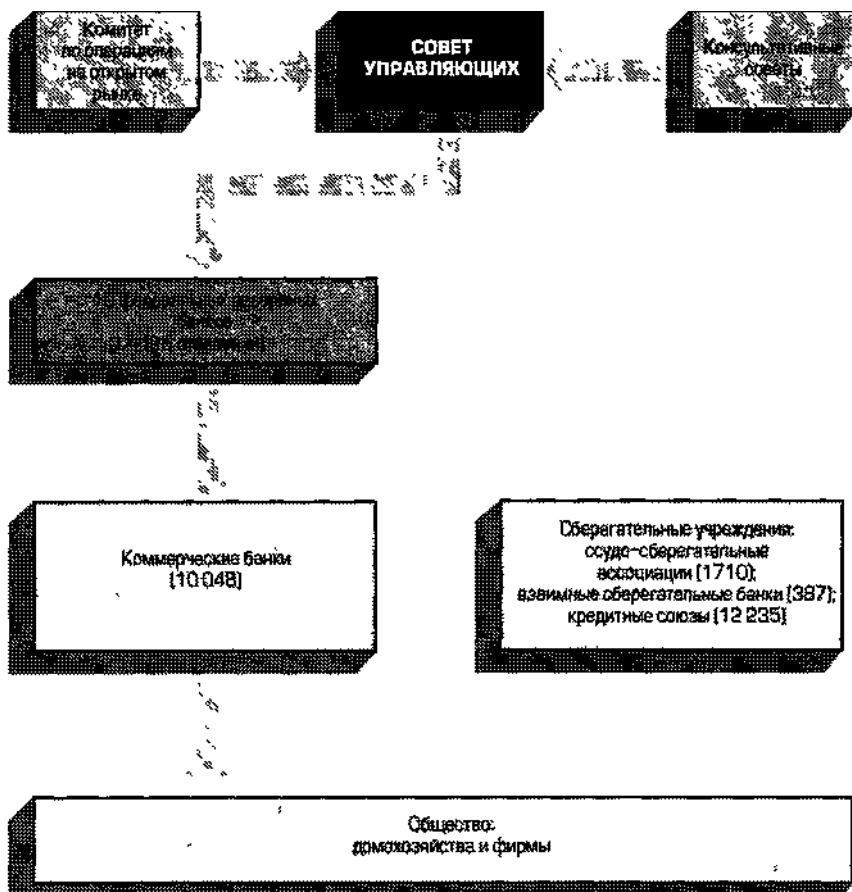 Комитет
по операциям
на открытом
рынке
СОВЕТ
УПРАВЛЯЮЩИХ
Консультативные
советы
банков
Коммерческие банки
(10 048)
Сберегательные учреждения:
ссудо-сберегательные
ассоциации (1710);
взаимные сберегательные банки (387);
кредитные союзы (12 235)
Общество:
домохозяйства и фирмы